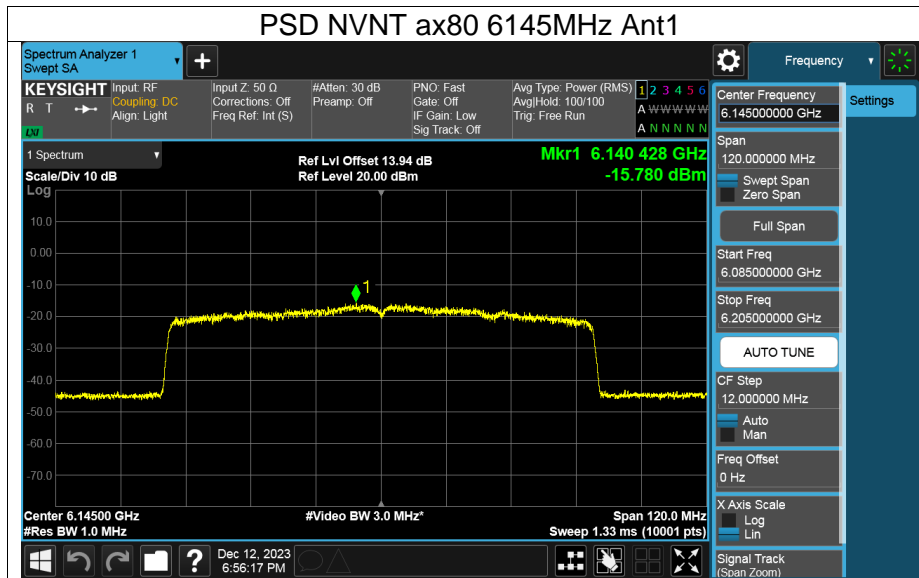 PSD NVNT ax80 6145MHz Ant1
Spectrum Analyzer 1
Swept SA
+
Frequency
KEYSIGHT
R T
LXI
Input: RF
Coupling: DC
Align: Light
Input Z: 50 Ω
Corrections: Off
Freq Ref: Int (S)
#Atten: 30 dB
Preamp: Off
PNO: Fast
Gate: Off
IF Gain: Low
Sig Track: Off
Avg Type: Power (RMS)
Avg|Hold: 100/100
Trig: Free Run
1 2 3 4 5 6
A W W W W W
A N N N N N
1 Spectrum
Scale/Div 10 dB
Ref Lvl Offset 13.94 dB
Ref Level 20.00 dBm
Mkr1 6.140 428 GHz
-15.780 dBm
Log
10.0
0.00
-10.0
-20.0
-30.0
-40.0
-50.0
-60.0
-70.0
1
Center 6.14500 GHz
#Res BW 1.0 MHz
#Video BW 3.0 MHz*
Span 120.0 MHz
Sweep 1.33 ms (10001 pts)
?
Dec 12, 2023
6:56:17 PM
Center Frequency
6.145000000 GHz
Settings
Span
120.000000 MHz
Swept Span
Zero Span
Full Span
Start Freq
6.085000000 GHz
Stop Freq
6.205000000 GHz
AUTO TUNE
CF Step
12.000000 MHz
Auto
Man
Freq Offset
0 Hz
X Axis Scale
Log
Lin
Signal Track
(Span Zoom)